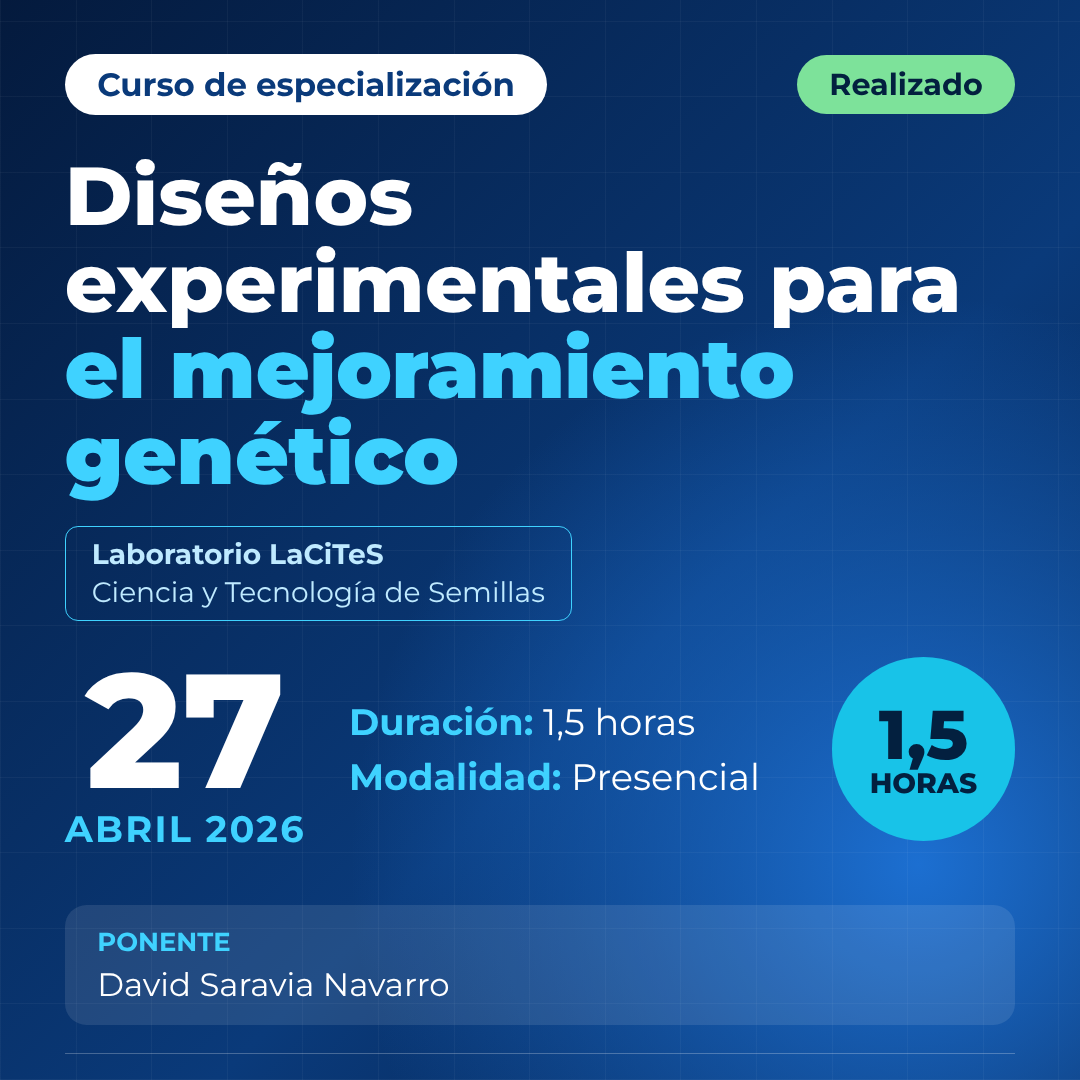 Curso de especialización
Realizado
Diseños
experimentales para
el mejoramiento
genético
Laboratorio LaCiTeS
Ciencia y Tecnología de Semillas
27
ABRIL 2026
Duración: 1,5 horas
Modalidad: Presencial
1,5
HORAS
PONENTE
David Saravia Navarro